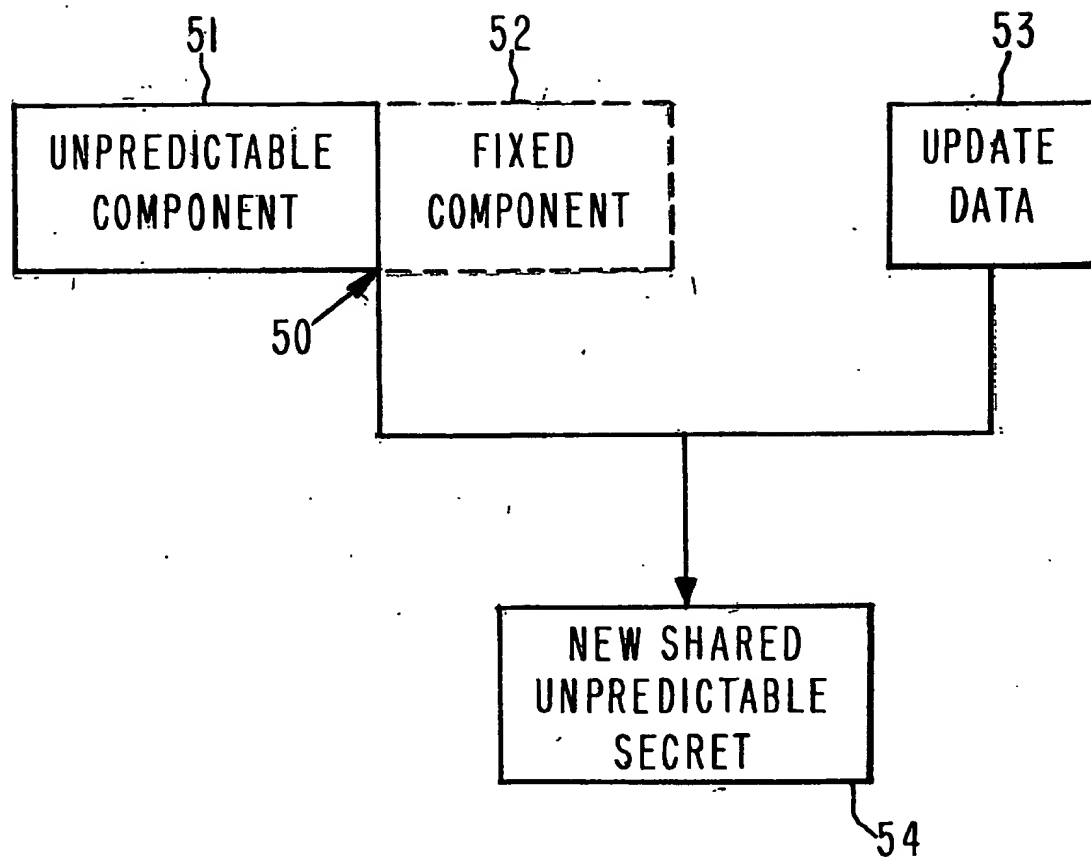 51
52
53
UNPREDICTABLE
COMPONENT
FIXED
COMPONENT
UPDATE
DATA
50
NEW SHARED
UNPREDICTABLE
SECRET
54